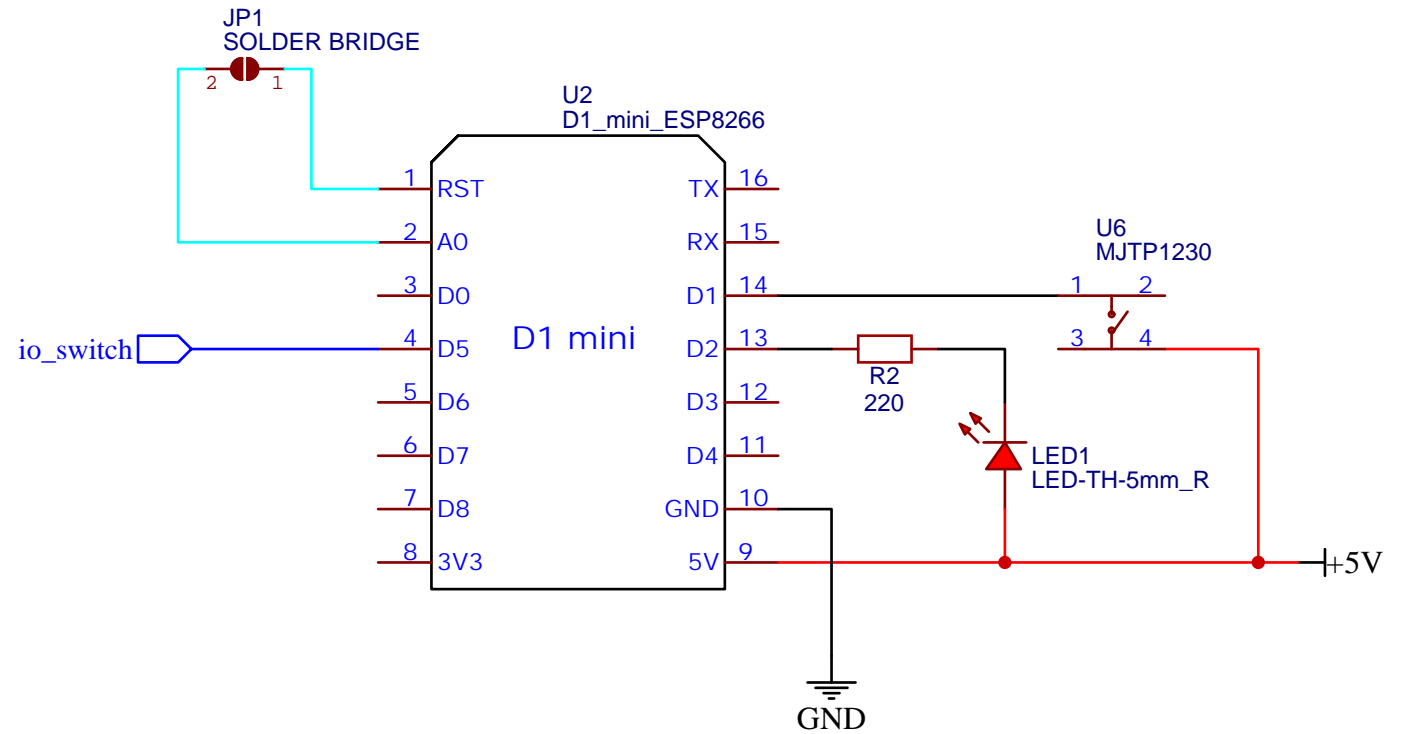 JP1
SOLDER BRIDGE
2
1
U2
D1_mini_ESP8266
1
RST
TX
16
2
A0
RX
15
U6
MJTP1230
3
D0
D1
14
1
2
io_switch
4
D5
D1 mini
D2
13
3
4
R2
220
5
D6
D3
12
6
D7
D4
11
LED1
LED-TH-5mm_R
7
D8
GND
10
8
3V3
5V
9
+5V
GND